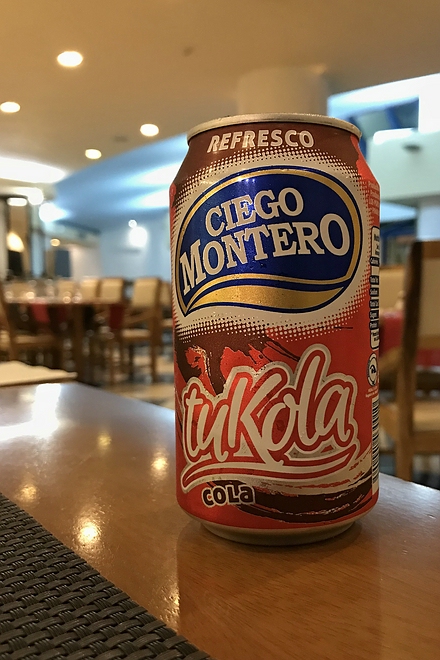 REFRESCO
CIEGO
MONTERO
tuKola
cola